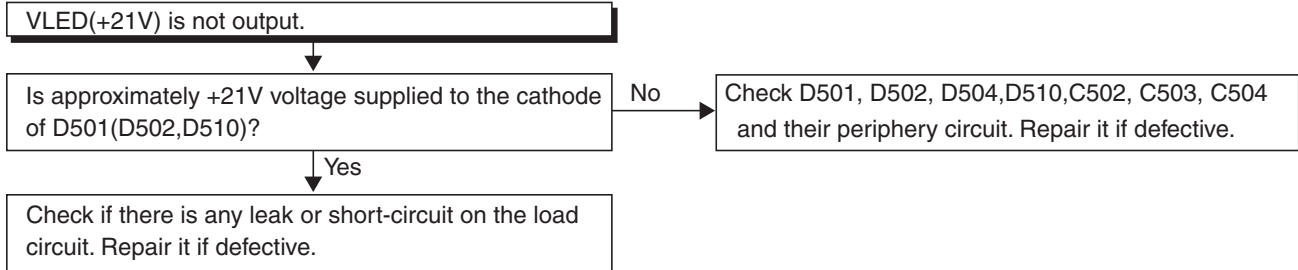 VLED(+21V) is not output.
Is approximately +21V voltage supplied to the cathode
of D501(D502,D510)?
No
Check D501, D502, D504,D510,C502, C503, C504
and their periphery circuit. Repair it if defective.
Yes
Check if there is any leak or short-circuit on the load
circuit. Repair it if defective.